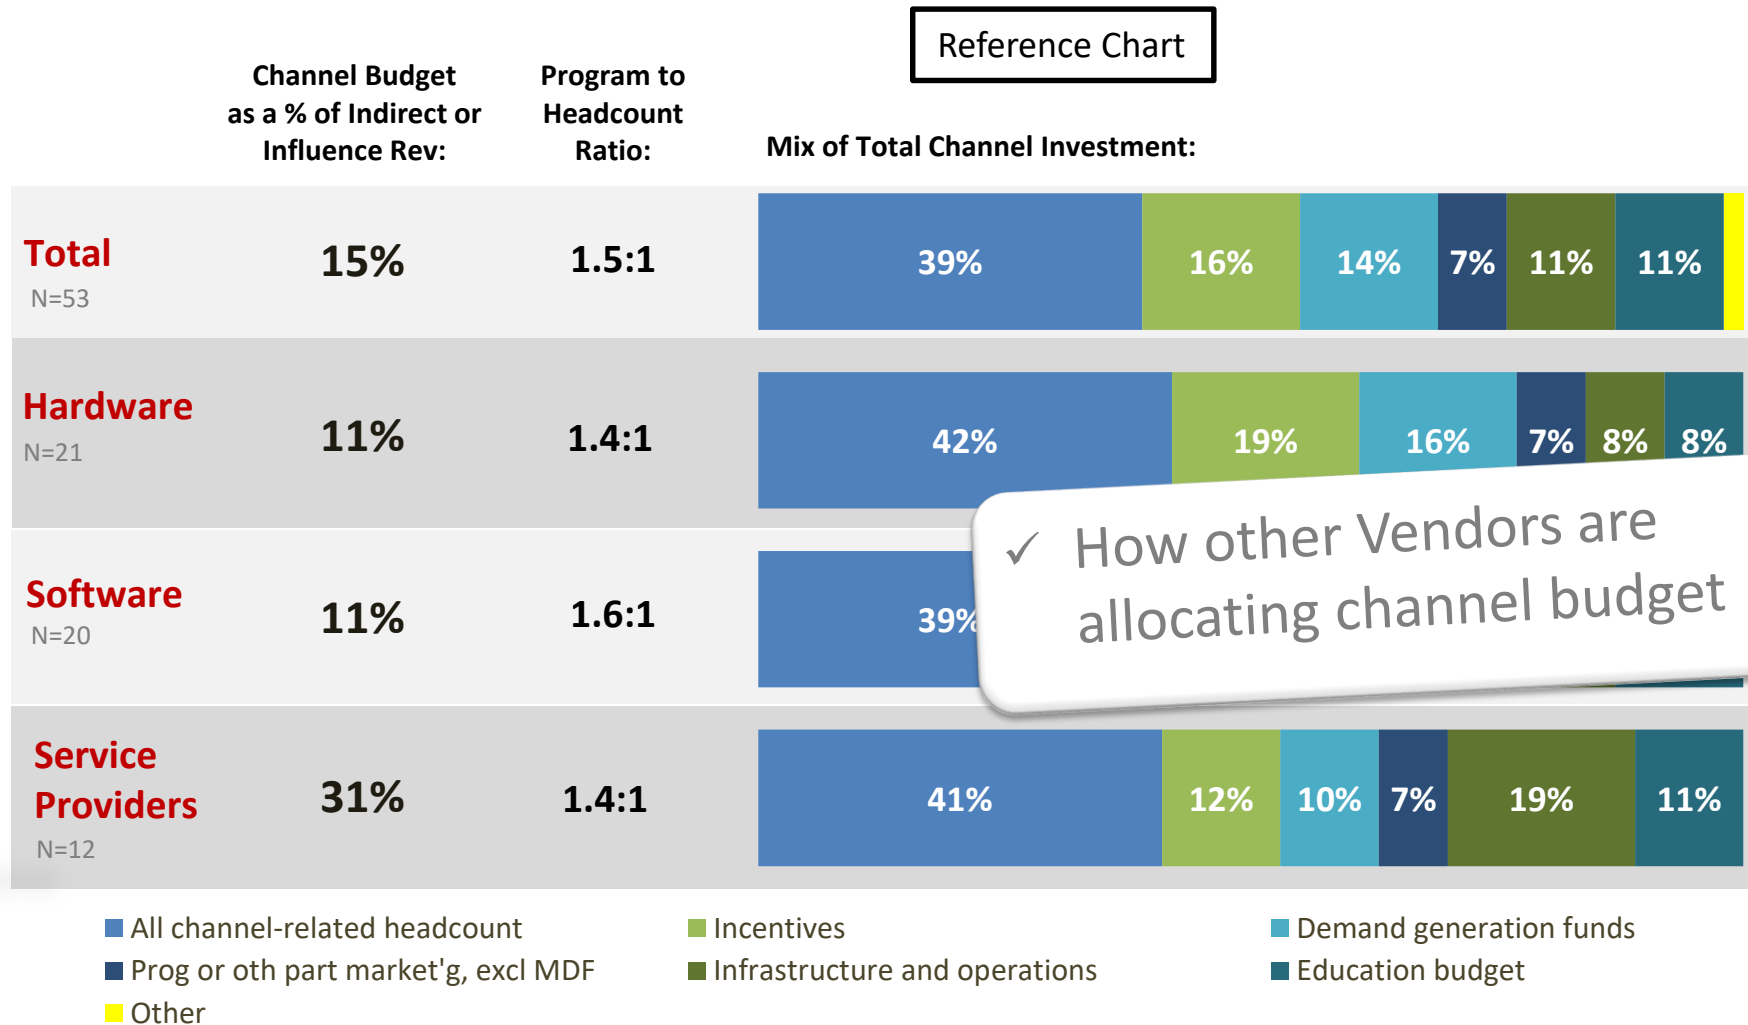 Reference Chart
Channel Budget
as a % of Indirect or
Influence Rev:
Program to
Headcount
Ratio:
Mix of Total Channel Investment:
Total
N=53
15%
1.5:1
39% 16% 14% 7% 11% 11%
Hardware
N=21
11%
1.4:1
42% 19% 16% 7% 8% 8%
Software
N=20
11%
1.6:1
39%
✓ How other Vendors are
allocating channel budget
Service
Providers
N=12
31%
1.4:1
41% 12% 10% 7% 19% 11%
All channel-related headcount
Incentives
Demand generation funds
Prog or oth part market'g, excl MDF
Infrastructure and operations
Education budget
Other